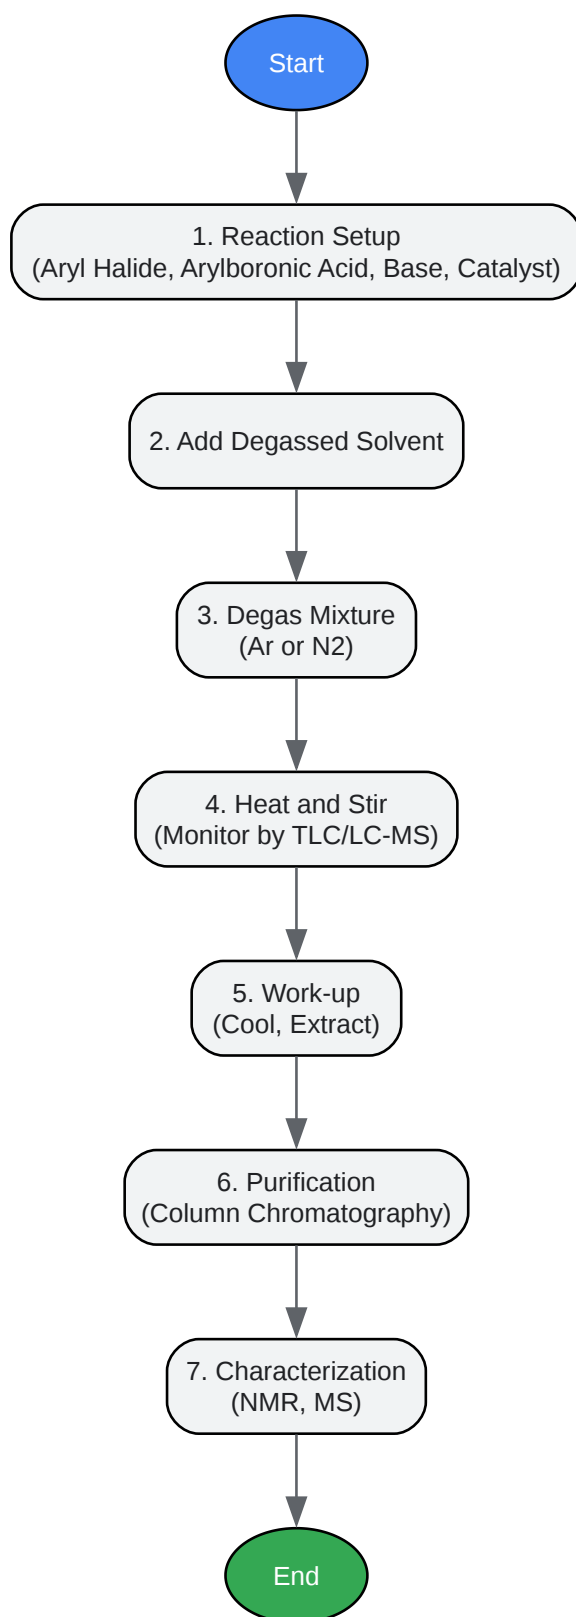 Start
1. Reaction Setup
(Aryl Halide, Arylboronic Acid, Base, Catalyst)
2. Add Degassed Solvent
3. Degas Mixture
(Ar or N2)
4. Heat and Stir
(Monitor by TLC/LC-MS)
5. Work-up
(Cool, Extract)
6. Purification
(Column Chromatography)
7. Characterization
(NMR, MS)
End